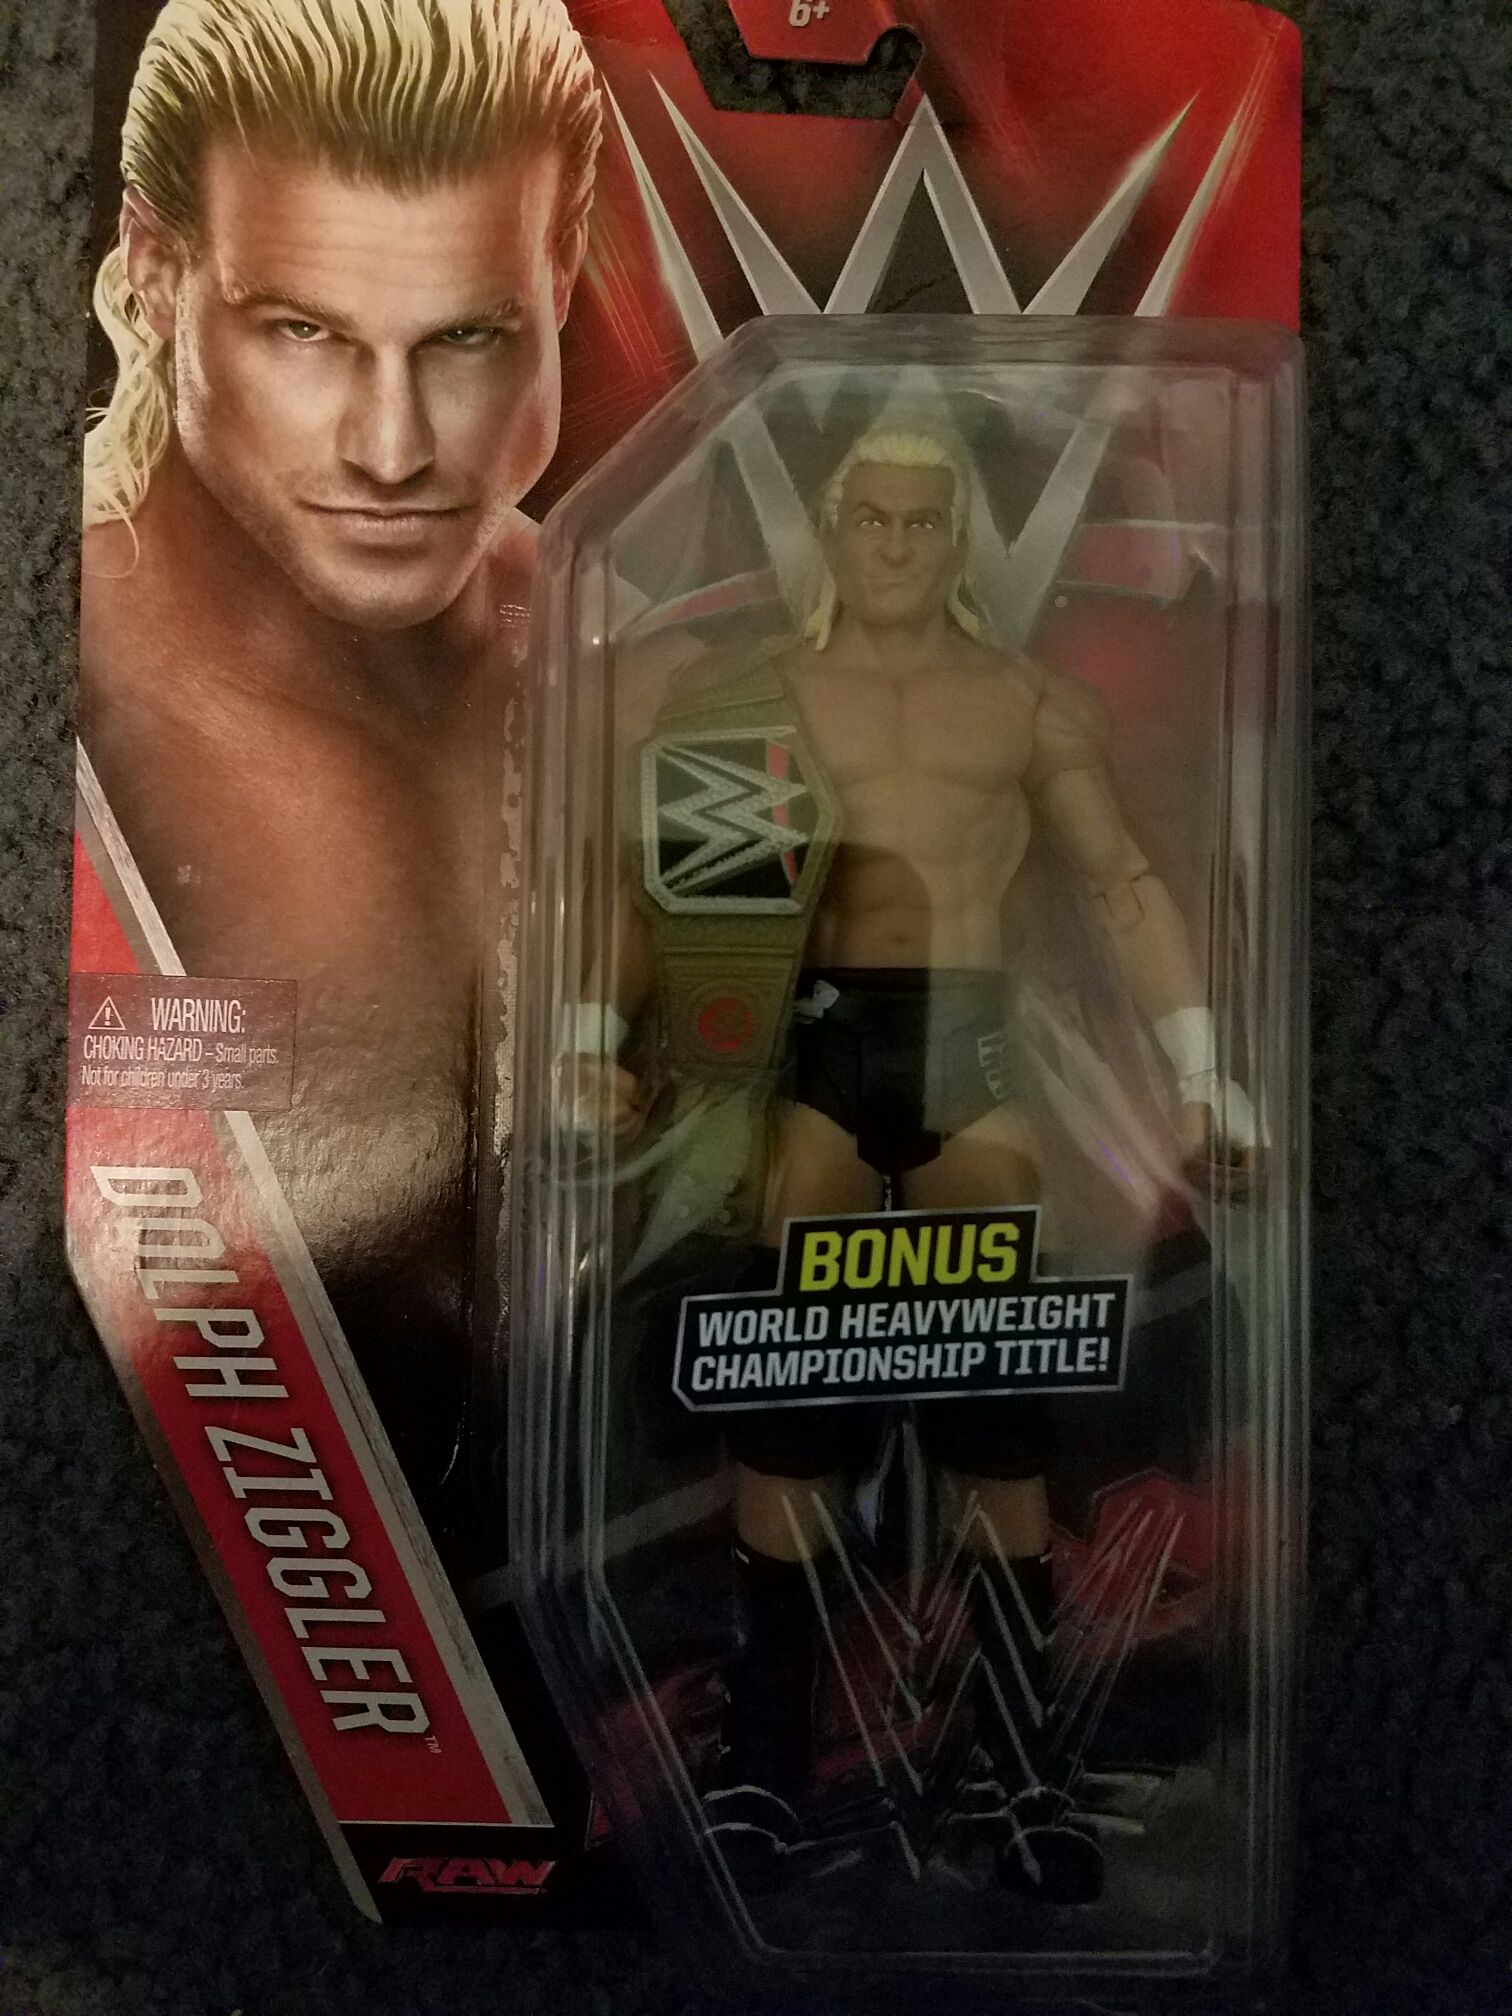 6+
WARNING:
CHOKING HAZARD – Small parts.
Not for children under 3 years.
DOLPH ZIGGLER™
BONUS
WORLD HEAVYWEIGHT
CHAMPIONSHIP TITLE!
RAW